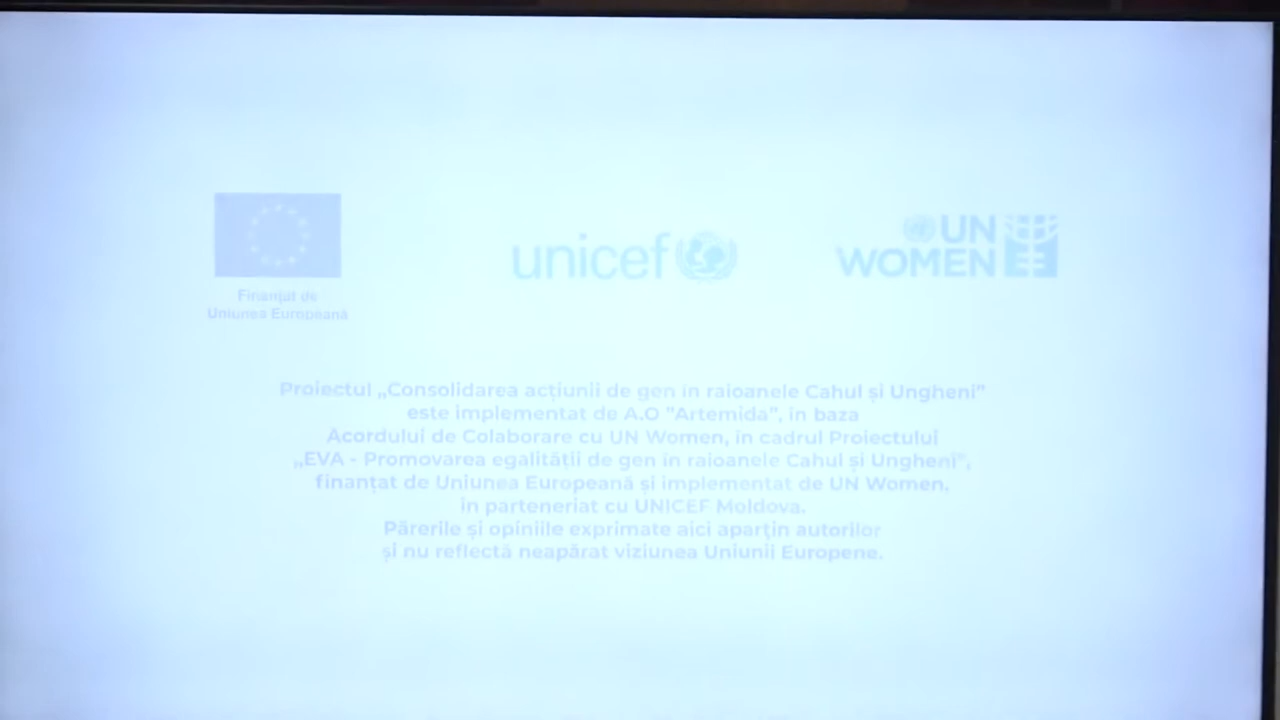 Finanțat de
Uniunea Europeană
unicef
UN
WOMEN
Proiectul „Consolidarea acțiunii de gen în raioanele Cahul și Ungheni”
este implementat de A.O "Artemida", în baza
Acordului de Colaborare cu UN Women, în cadrul Proiectului
„EVA - Promovarea egalității de gen în raioanele Cahul și Ungheni”,
finanțat de Uniunea Europeană și implementat de UN Women,
în parteneriat cu UNICEF Moldova.
Părerile și opiniile exprimate aici aparțin autorilor
și nu reflectă neapărat viziunea Uniunii Europene.